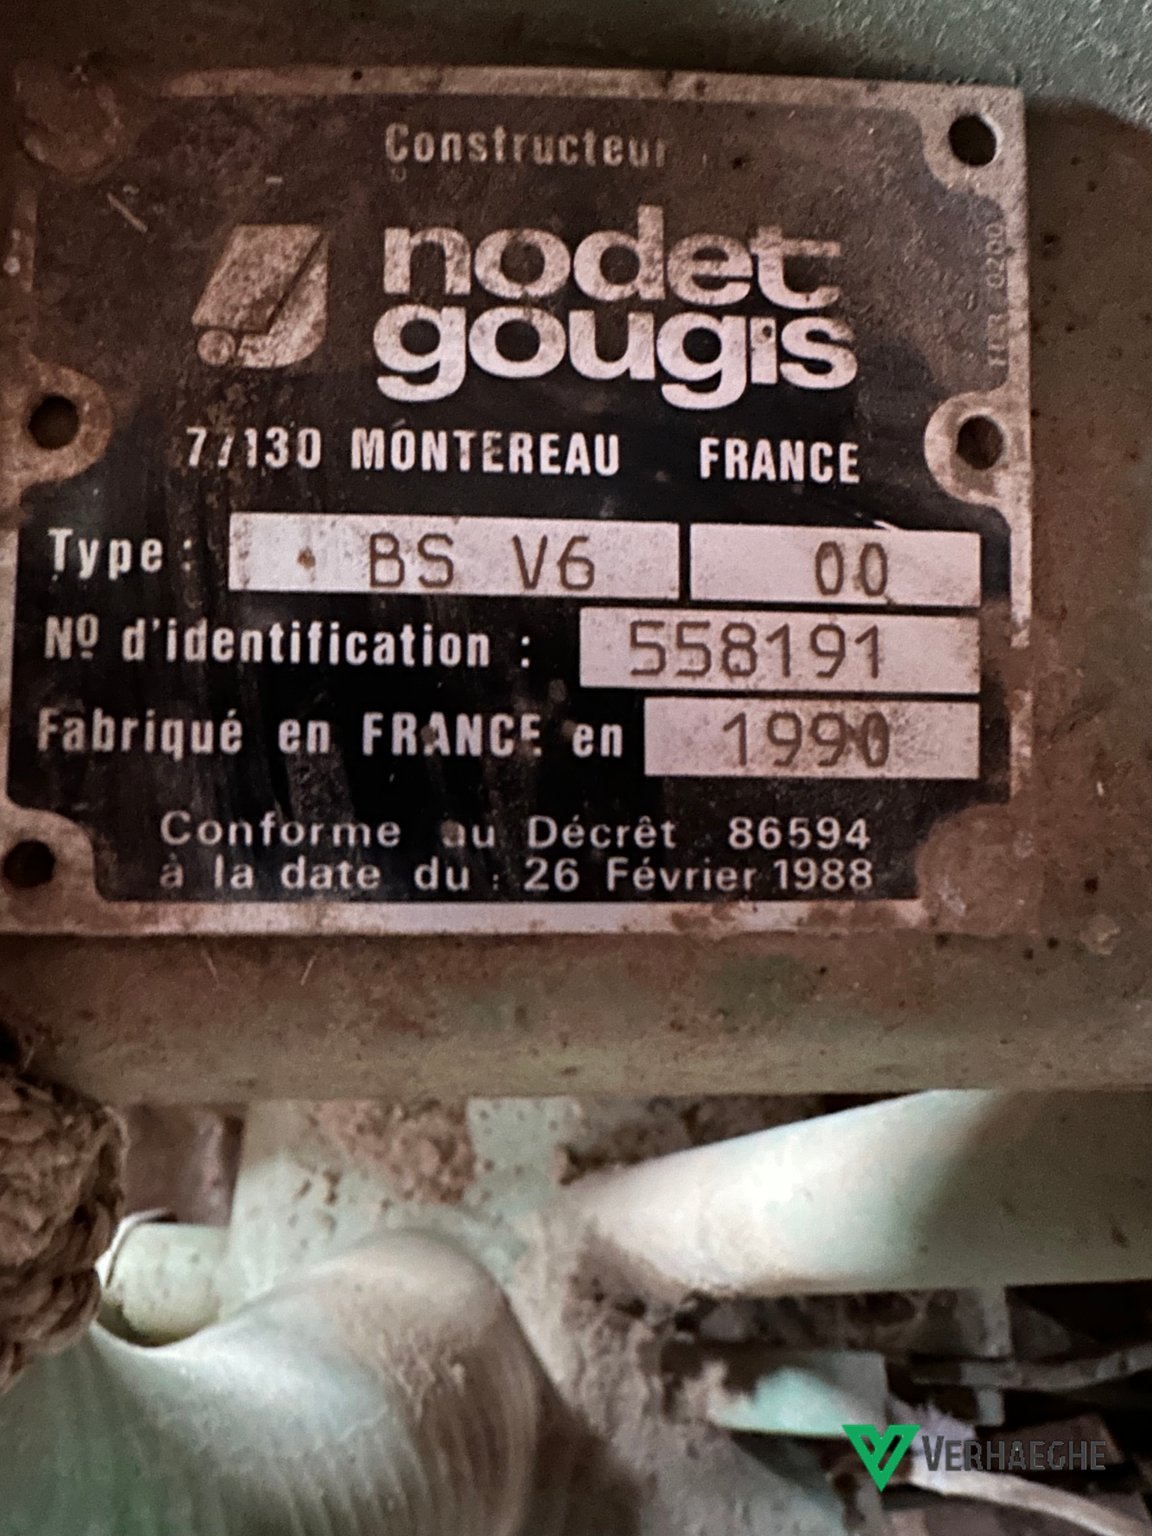 Constructeur
nodet
gougis
77130 MONTEREAU FRANCE
Type : BS V6 00
Nº d'identification : 558191
Fabriqué en FRANCE en 1990
Conforme au Décrêt 86594
à la date du : 26 Février 1988
VERHAEGHE